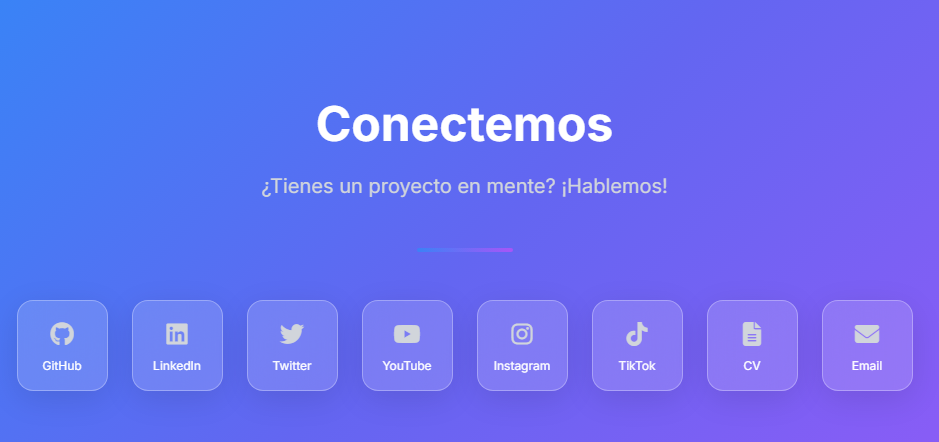 Conectemos
¿Tienes un proyecto en mente? ¡Hablemos!
GitHub
LinkedIn
Twitter
YouTube
Instagram
TikTok
CV
Email